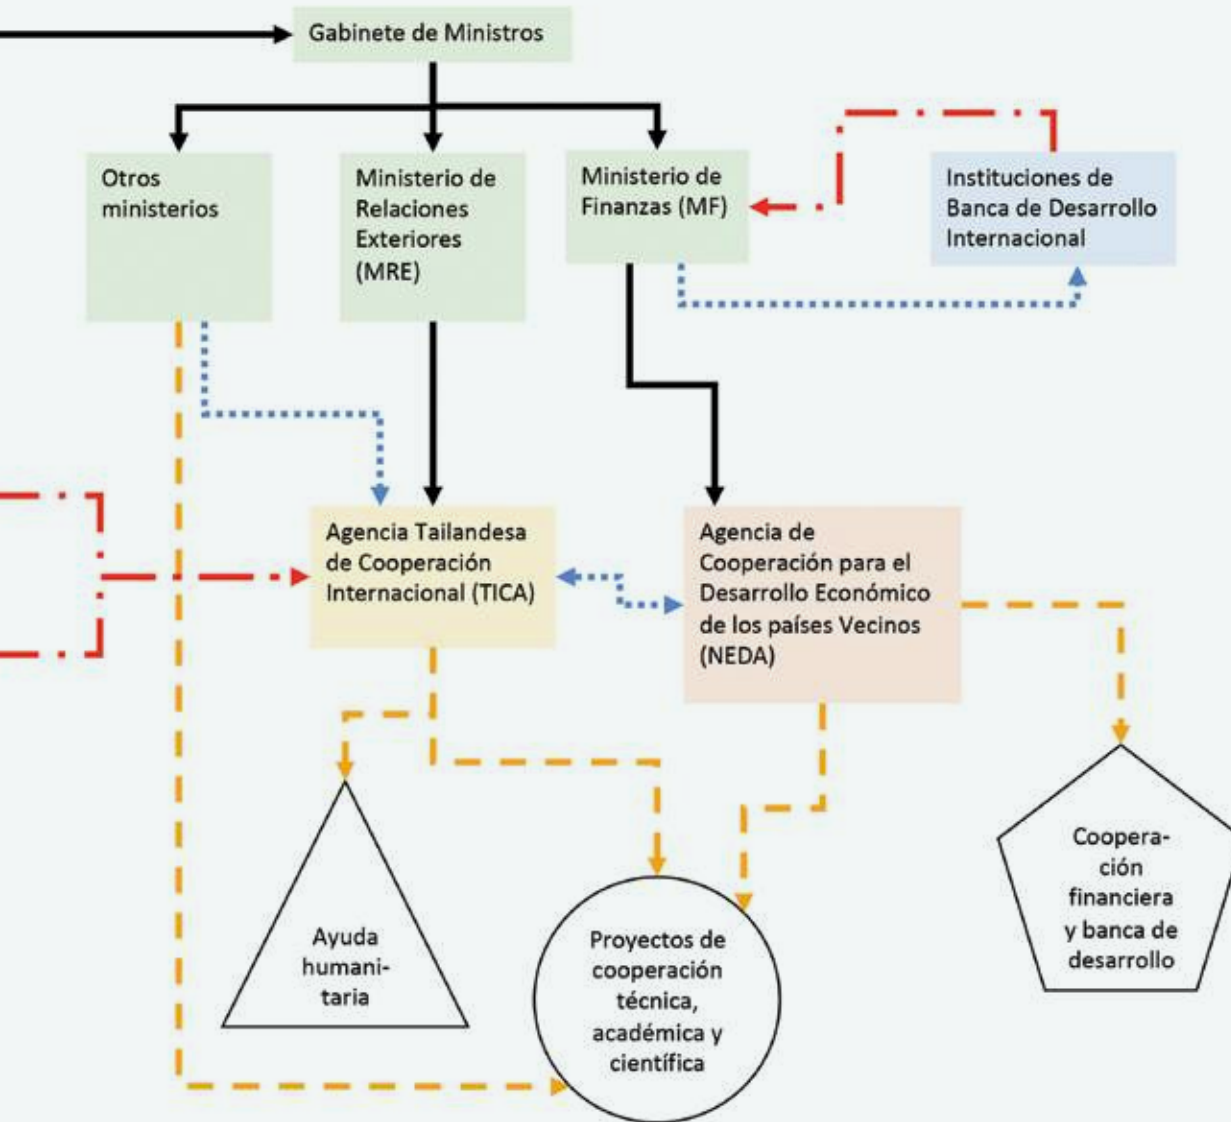 Gabinete de Ministros
Otros
ministerios
Ministerio de
Relaciones
Exteriores
(MRE)
Ministerio de
Finanzas (MF)
Instituciones de
Banca de Desarrollo
Internacional
Agencia Tailandesa
de Cooperación
Internacional (TICA)
Agencia de
Cooperación para el
Desarrollo Económico
de los países Vecinos
(NEDA)
Ayuda
humani-
taria
Proyectos de
cooperación
técnica,
académica y
científica
Coopera-
ción
financiera
y banca de
desarrollo